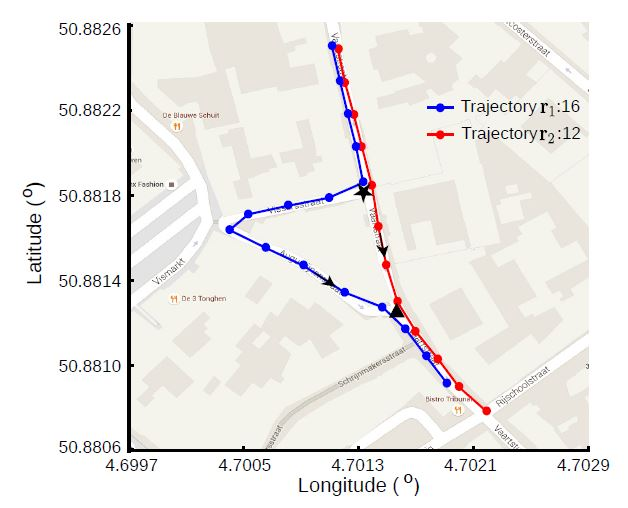 50.8826
50.8822
50.8818
50.8814
50.8810
50.8806
4.6997
4.7005
4.7013
4.7021
4.7029
Latitude (°)
Longitude (°)
Trajectory r₁:16
Trajectory r₂:12
De Blauwe Schuit
Fashion
Vismarkt
De 3 Tonghen
Schrijnmakersstraat
Bistro Tribunal
Rijschoolstraat